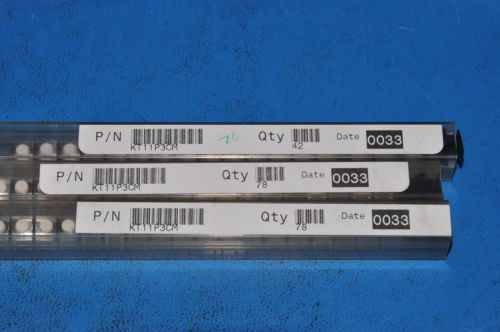 P/N KT11P3CM 76 Qty 42 Date 0033
P/N KT11P3CM Qty 78 Date 0033
P/N KT11P3CM Qty 78 Date 0033